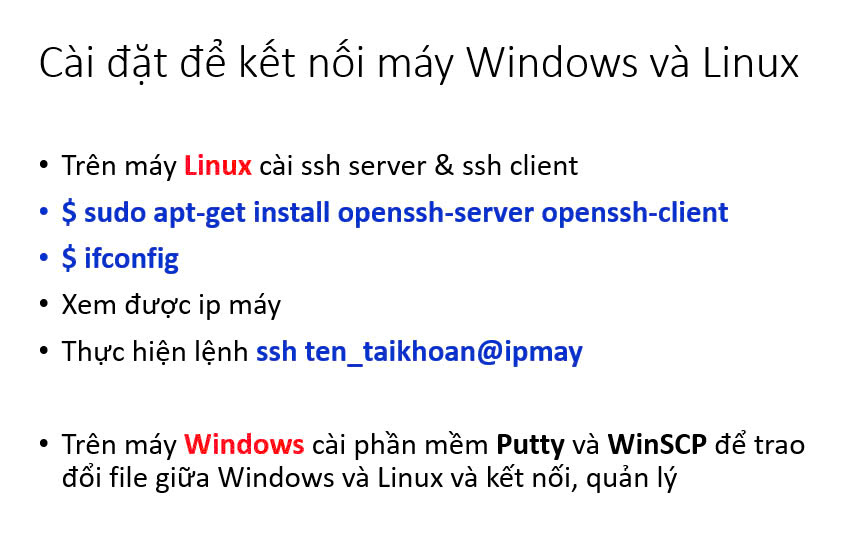 Cài đặt để kết nối máy Windows và Linux
• Trên máy Linux cài ssh server & ssh client
• $ sudo apt-get install openssh-server openssh-client
• $ ifconfig
• Xem được ip máy
• Thực hiện lệnh ssh ten_taikhoan@ipmay
• Trên máy Windows cài phần mềm Putty và WinSCP để trao
đổi file giữa Windows và Linux và kết nối, quản lý